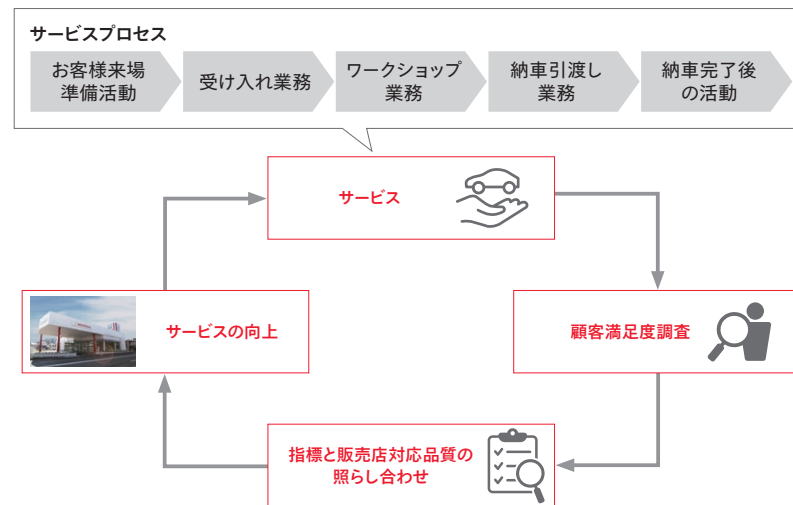 サービスプロセス
お客様来場
準備活動
受け入れ業務
ワークショップ
業務
納車引渡し
業務
納車完了後
の活動
サービス
サービスの向上
顧客満足度調査
指標と販売店対応品質の
照らし合わせ